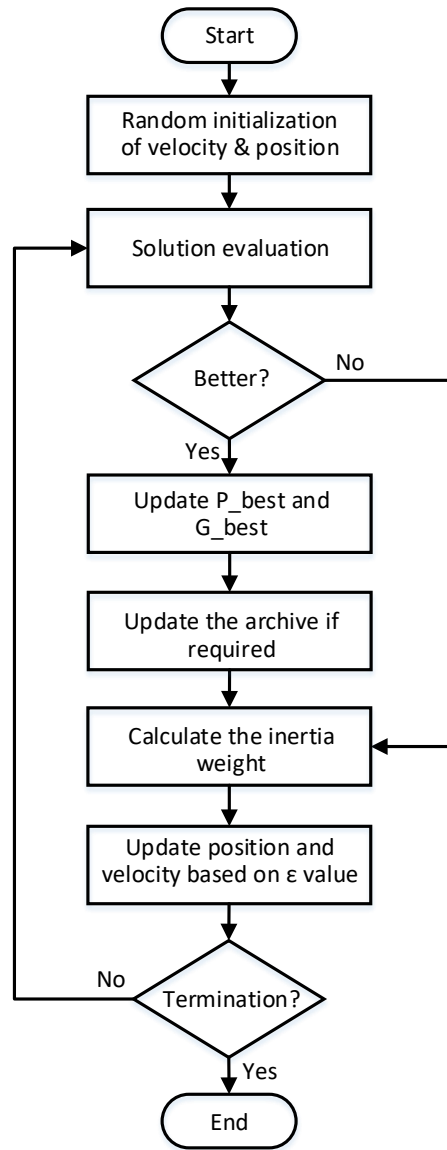 Start
Random initialization
of velocity & position
Solution evaluation
Better?
No
Yes
Update P_best and
G_best
Update the archive if
required
Calculate the inertia
weight
Update position and
velocity based on ε value
No
Termination?
Yes
End